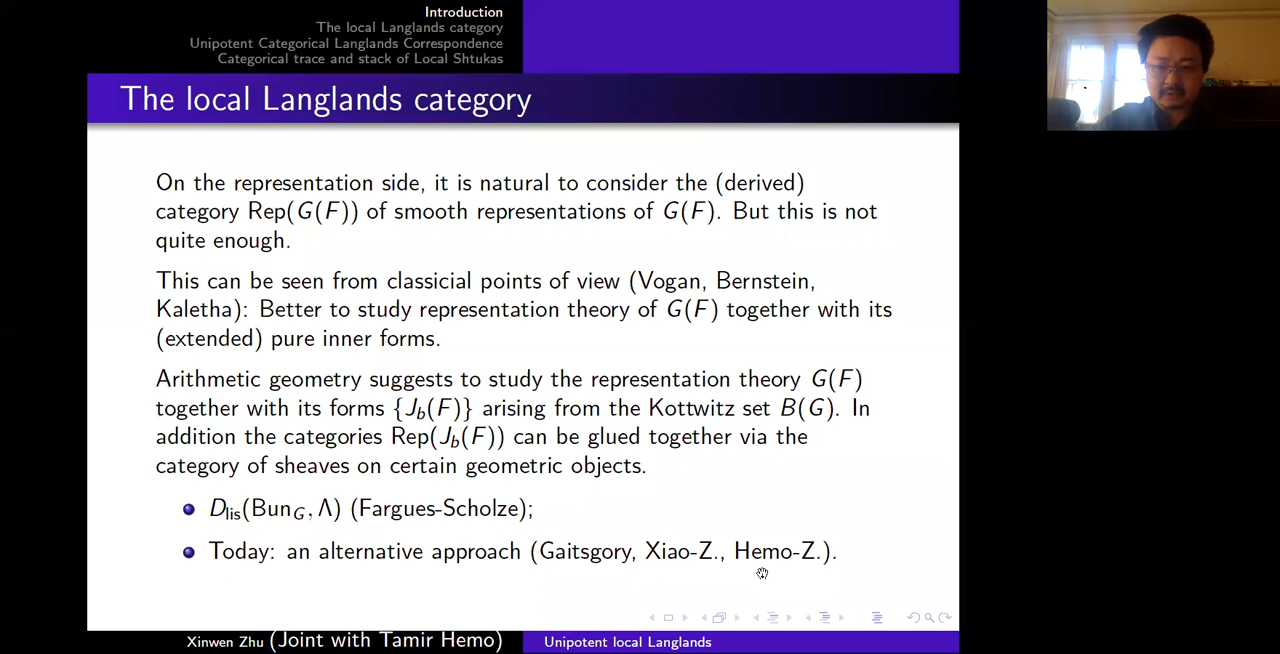 Introduction
The local Langlands category
Unipotent Categorical Langlands Correspondence
Categorical trace and stack of Local Shtukas
The local Langlands category
On the representation side, it is natural to consider the (derived)
category Rep(G(F)) of smooth representations of G(F). But this is not
quite enough.
This can be seen from classicial points of view (Vogan, Bernstein,
Kaletha): Better to study representation theory of G(F) together with its
(extended) pure inner forms.
Arithmetic geometry suggests to study the representation theory G(F)
together with its forms {J_b(F)} arising from the Kottwitz set B(G). In
addition the categories Rep(J_b(F)) can be glued together via the
category of sheaves on certain geometric objects.
D_lis(Bun_G, Λ) (Fargues-Scholze);
Today: an alternative approach (Gaitsgory, Xiao-Z., Hemo-Z.).
Xinwen Zhu (Joint with Tamir Hemo) Unipotent local Langlands